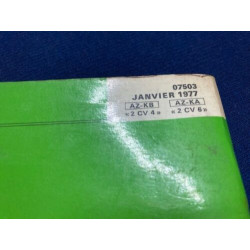 07503
JANVIER 1977
AZ-KB AZ-KA
«2 CV 4» «2 CV 6»